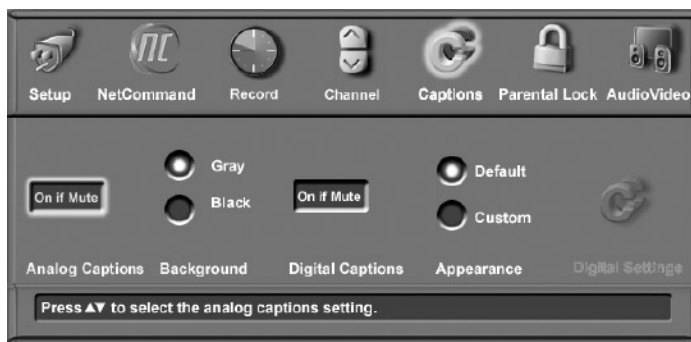 NC
Setup NetCommand Record Channel Captions Parental Lock AudioVideo
On if Mute Gray Black On if Mute Default Custom
Analog Captions Background Digital Captions Appearance Digital Settings
Press ▲▼ to select the analog captions setting.